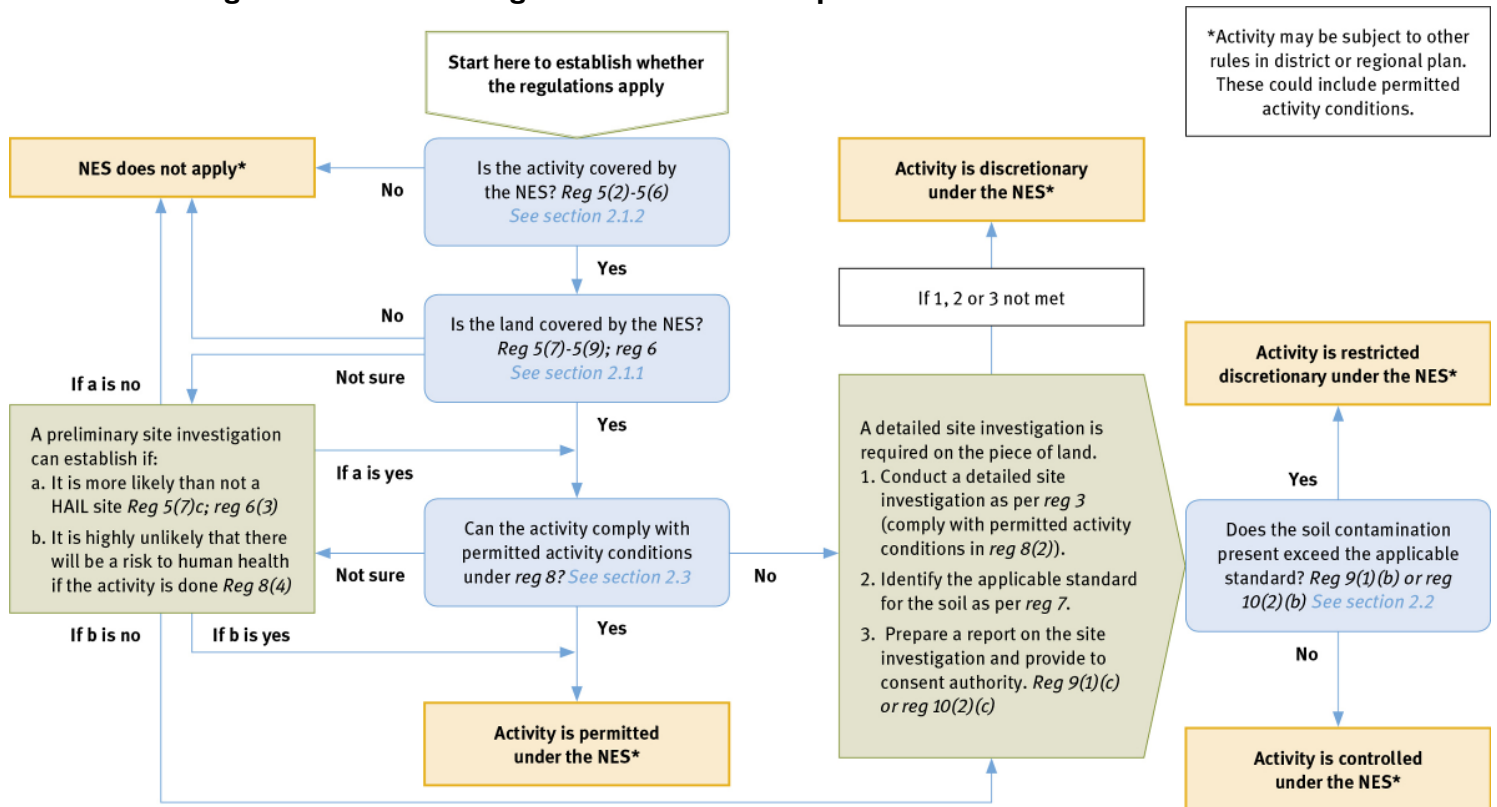 Start here to establish whether
the regulations apply
*Activity may be subject to other
rules in district or regional plan.
These could include permitted
activity conditions.
NES does not apply*
No
Is the activity covered by
the NES? Reg 5(2)-5(6)
See section 2.1.2
Activity is discretionary
under the NES*
Yes
If 1, 2 or 3 not met
No
Is the land covered by the NES?
Reg 5(7)-5(9); reg 6
See section 2.1.1
Not sure
If a is no
Yes
Activity is restricted
discretionary under the NES*
A preliminary site investigation
can establish if:
a. It is more likely than not a
HAIL site Reg 5(7)c; reg 6(3)
b. It is highly unlikely that there
will be a risk to human health
if the activity is done Reg 8(4)
If a is yes
Can the activity comply with
permitted activity conditions
under reg 8? See section 2.3
Not sure
No
A detailed site investigation is
required on the piece of land.
1. Conduct a detailed site
investigation as per reg 3
(comply with permitted activity
conditions in reg 8(2)).
2. Identify the applicable standard
for the soil as per reg 7.
3. Prepare a report on the site
investigation and provide to
consent authority. Reg 9(1)(c)
or reg 10(2)(c)
Yes
Does the soil contamination
present exceed the applicable
standard? Reg 9(1)(b) or reg
10(2)(b) See section 2.2
No
If b is no
If b is yes
Yes
Activity is permitted
under the NES*
Activity is controlled
under the NES*